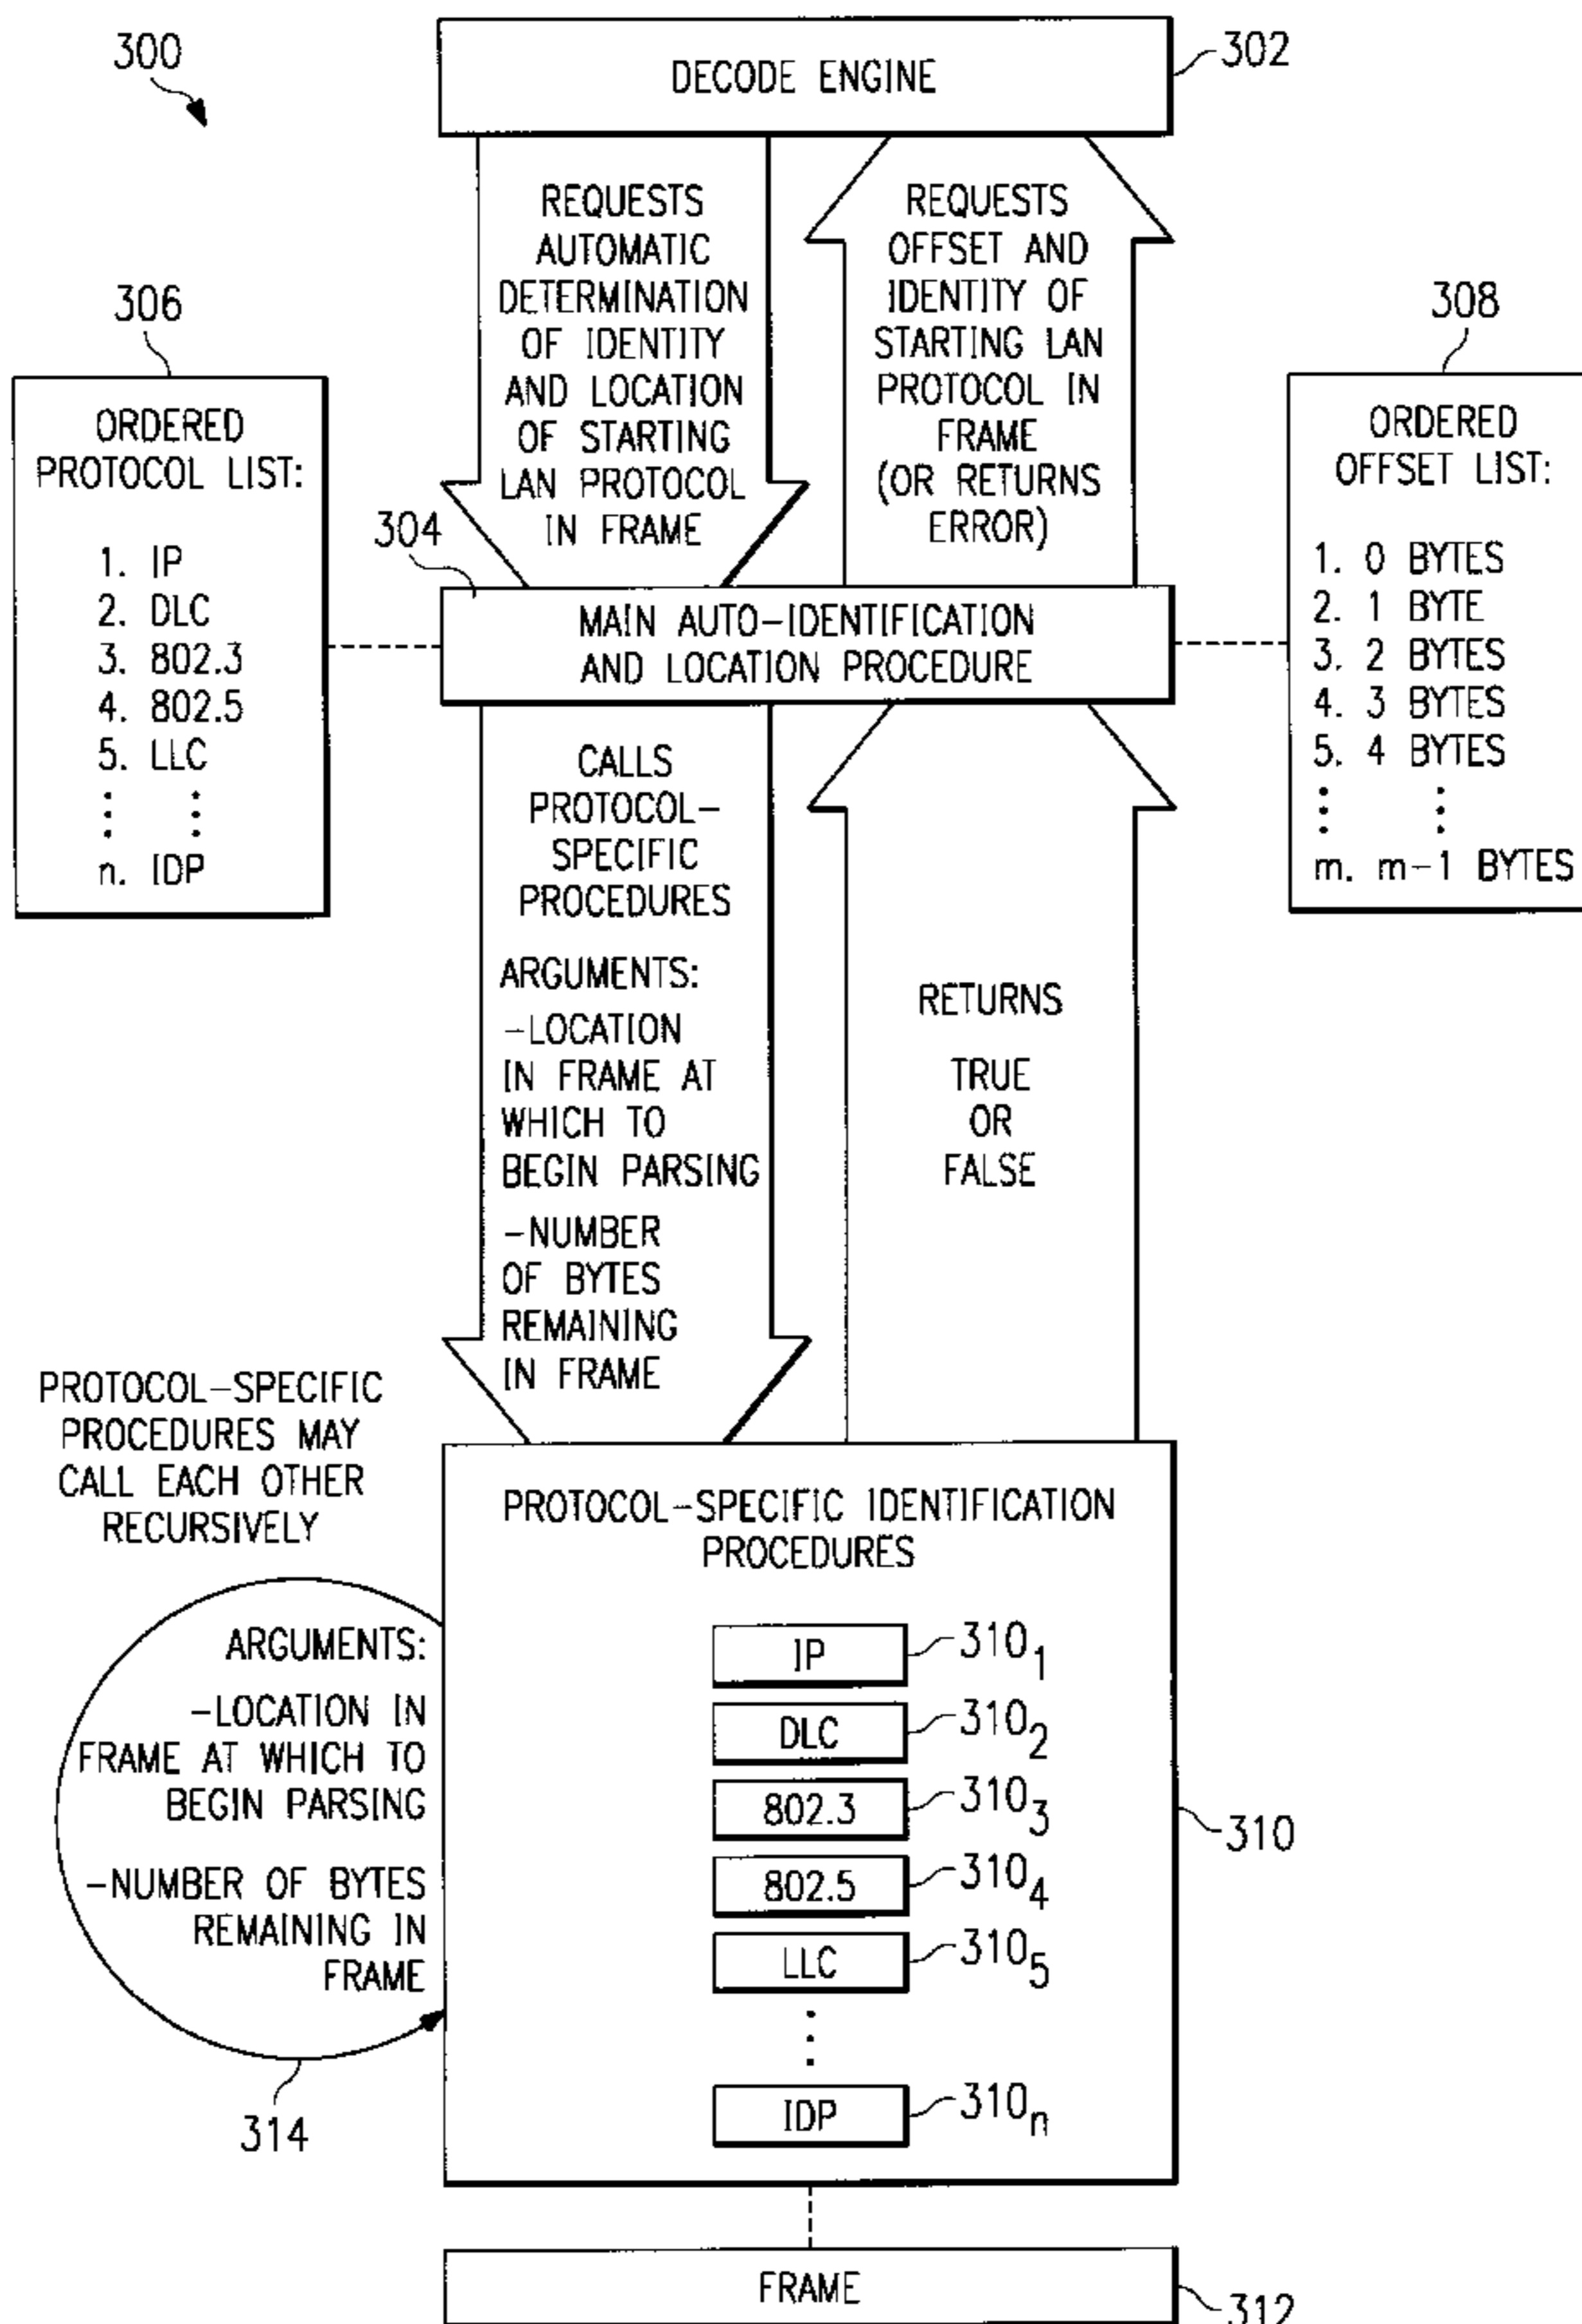 300
DECODE ENGINE
302
REQUESTS
AUTOMATIC
DETERMINATION
OF IDENTITY
AND LOCATION
OF STARTING
LAN PROTOCOL
IN FRAME
REQUESTS
OFFSET AND
IDENTITY OF
STARTING LAN
PROTOCOL IN
FRAME
(OR RETURNS
ERROR)
306
ORDERED
PROTOCOL LIST:
1. IP
2. DLC
3. 802.3
4. 802.5
5. LLC
n. IDP
308
ORDERED
OFFSET LIST:
1. 0 BYTES
2. 1 BYTE
3. 2 BYTES
4. 3 BYTES
5. 4 BYTES
m. m-1 BYTES
304
MAIN AUTO-IDENTIFICATION
AND LOCATION PROCEDURE
CALLS
PROTOCOL-
SPECIFIC
PROCEDURES
ARGUMENTS:
-LOCATION
IN FRAME AT
WHICH TO
BEGIN PARSING
-NUMBER
OF BYTES
REMAINING
IN FRAME
RETURNS
TRUE
OR
FALSE
PROTOCOL-SPECIFIC
PROCEDURES MAY
CALL EACH OTHER
RECURSIVELY
ARGUMENTS:
-LOCATION IN
FRAME AT WHICH TO
BEGIN PARSING
-NUMBER OF BYTES
REMAINING IN
FRAME
314
PROTOCOL-SPECIFIC IDENTIFICATION
PROCEDURES
IP 310₁
DLC 310₂
802.3 310₃
802.5 310₄
LLC 310₅
IDP 310ₙ
310
FRAME
312